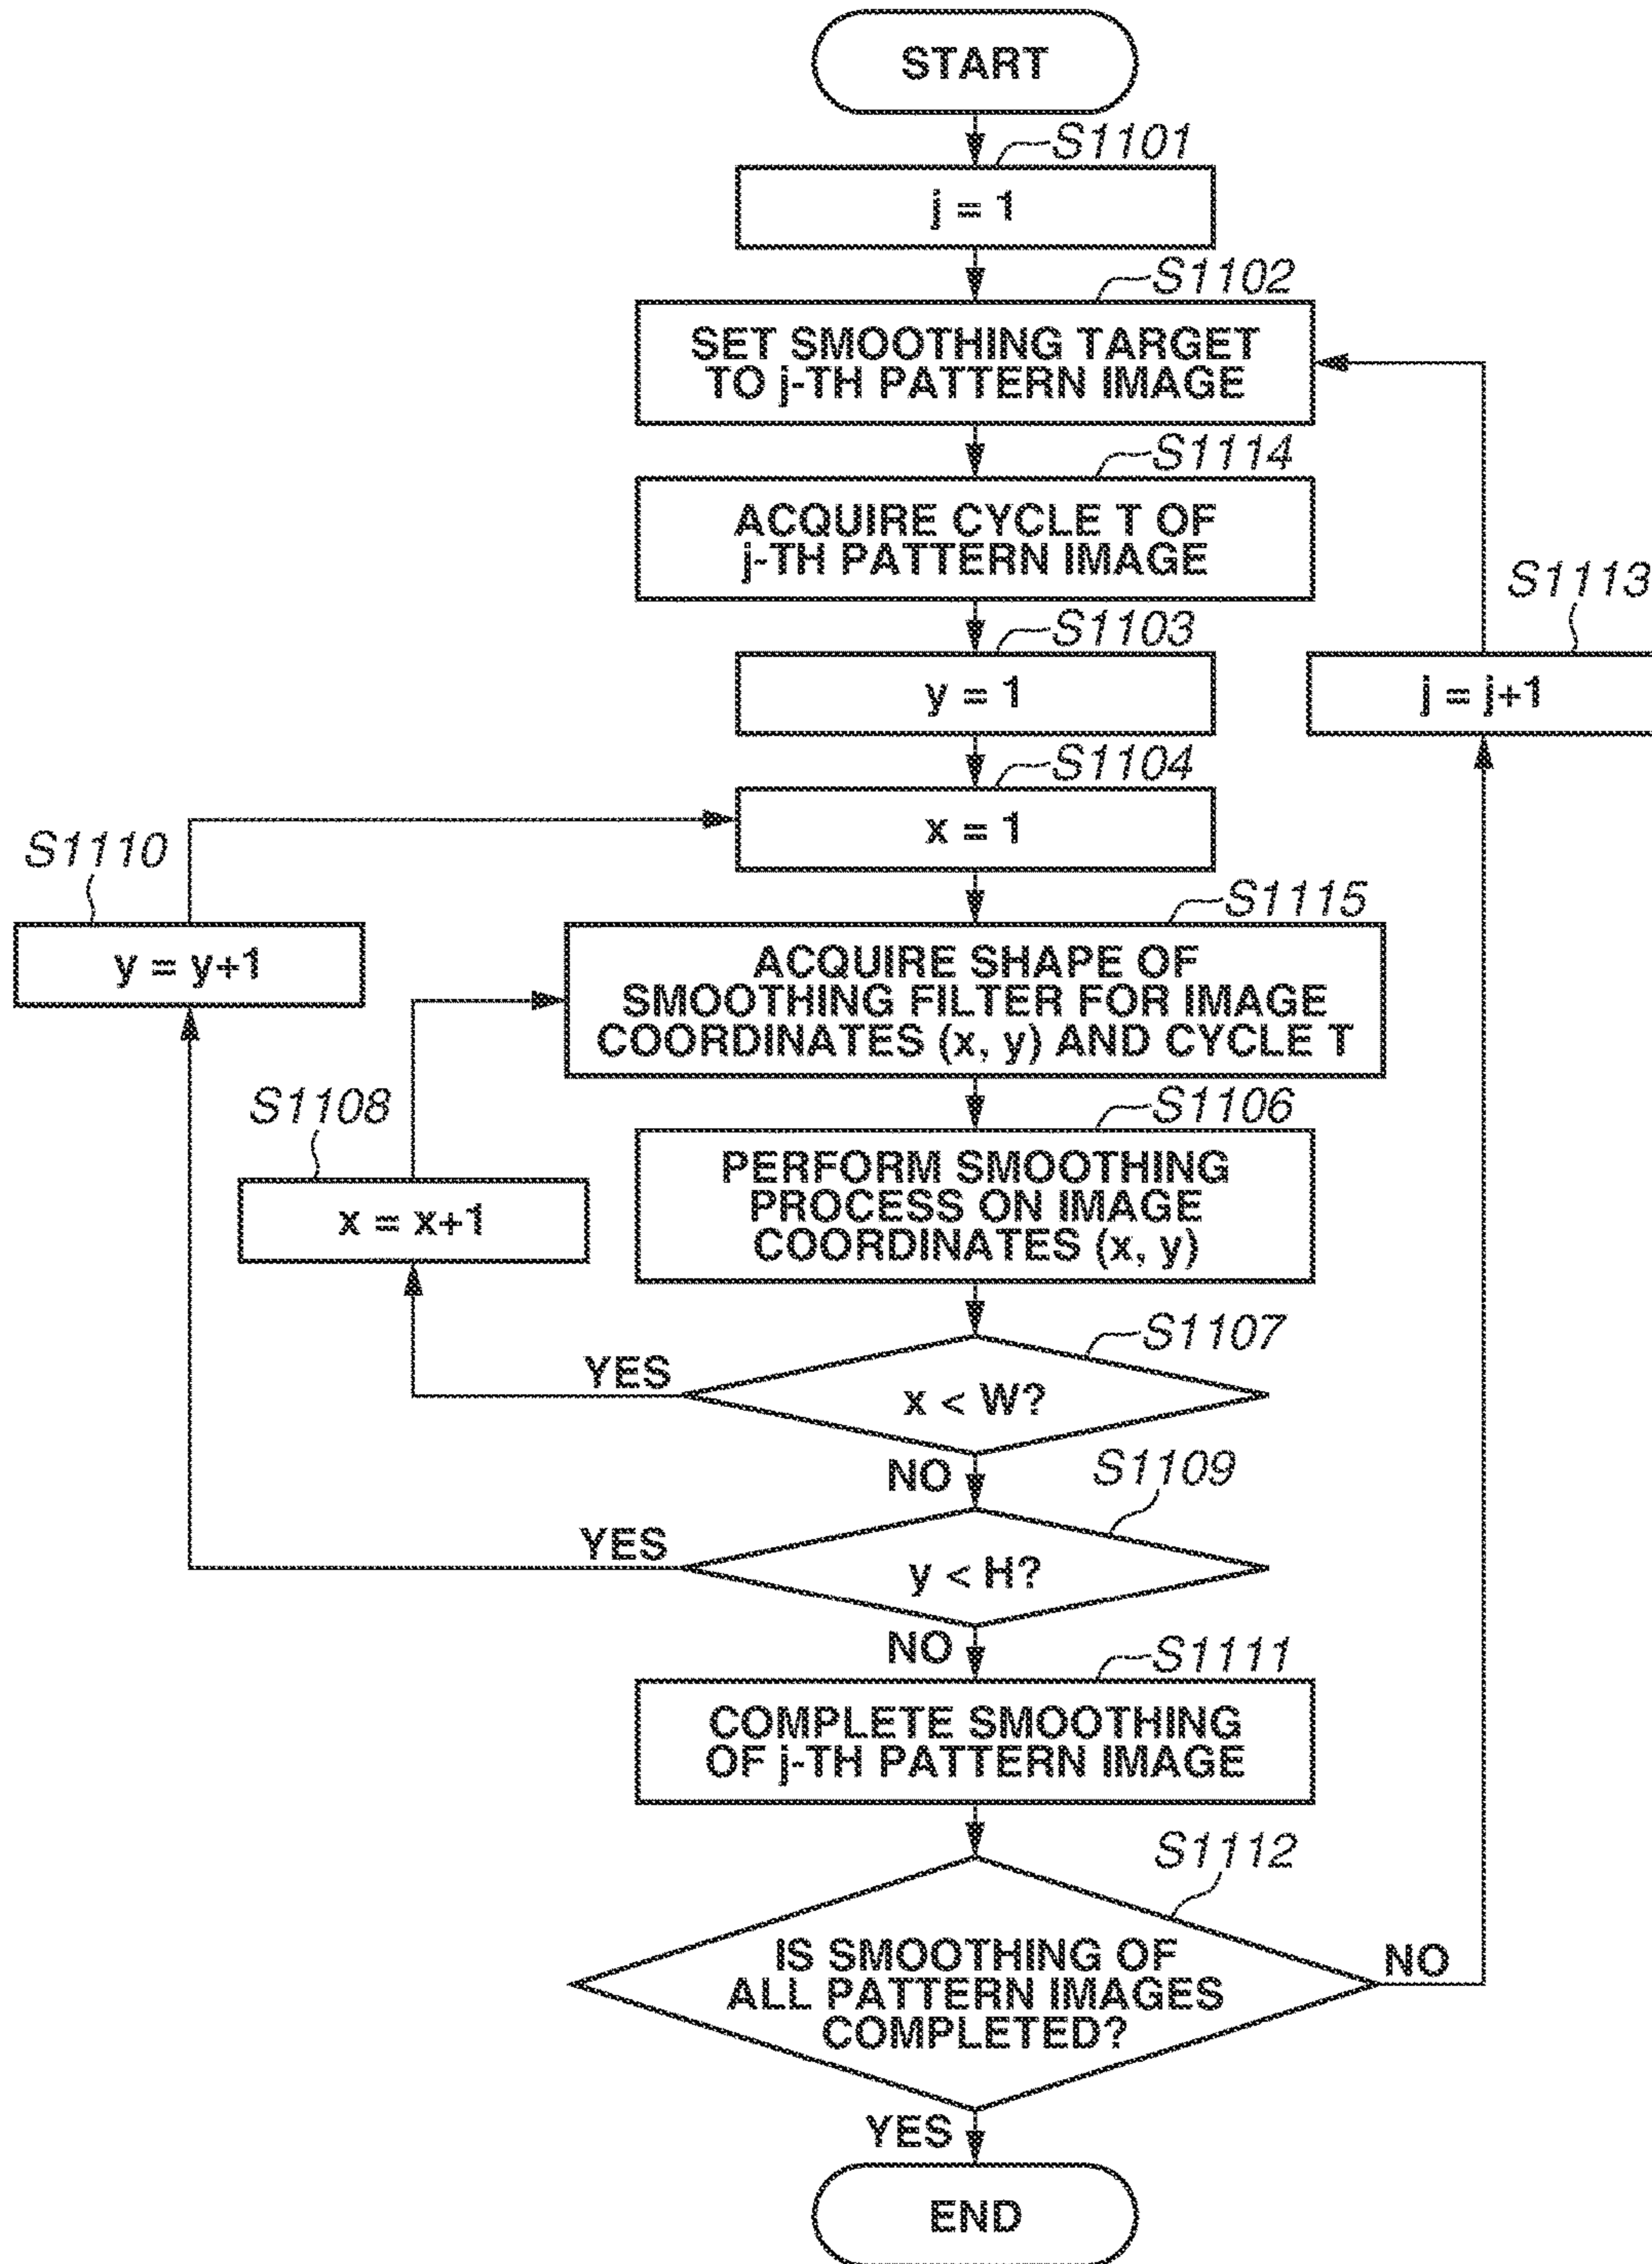 START
S1101
j = 1
S1102
SET SMOOTHING TARGET
TO j-TH PATTERN IMAGE
S1114
ACQUIRE CYCLE T OF
j-TH PATTERN IMAGE
S1113
j = j+1
S1103
y = 1
S1104
x = 1
S1110
y = y+1
S1115
ACQUIRE SHAPE OF
SMOOTHING FILTER FOR IMAGE
COORDINATES (x, y) AND CYCLE T
S1108
x = x+1
S1106
PERFORM SMOOTHING
PROCESS ON IMAGE
COORDINATES (x, y)
S1107
YES
x < W?
NO
S1109
YES
y < H?
NO
S1111
COMPLETE SMOOTHING
OF j-TH PATTERN IMAGE
S1112
IS SMOOTHING OF
ALL PATTERN IMAGES
COMPLETED?
NO
YES
END